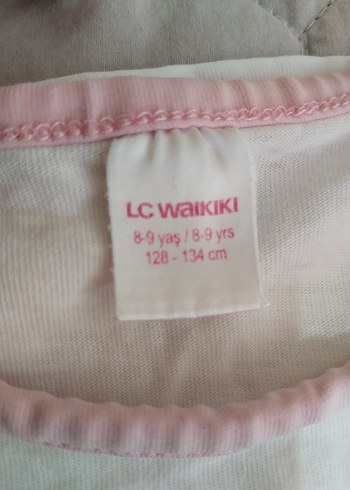 LC WAIKIKI
8-9 yaş / 8-9 yrs
128 - 134 cm